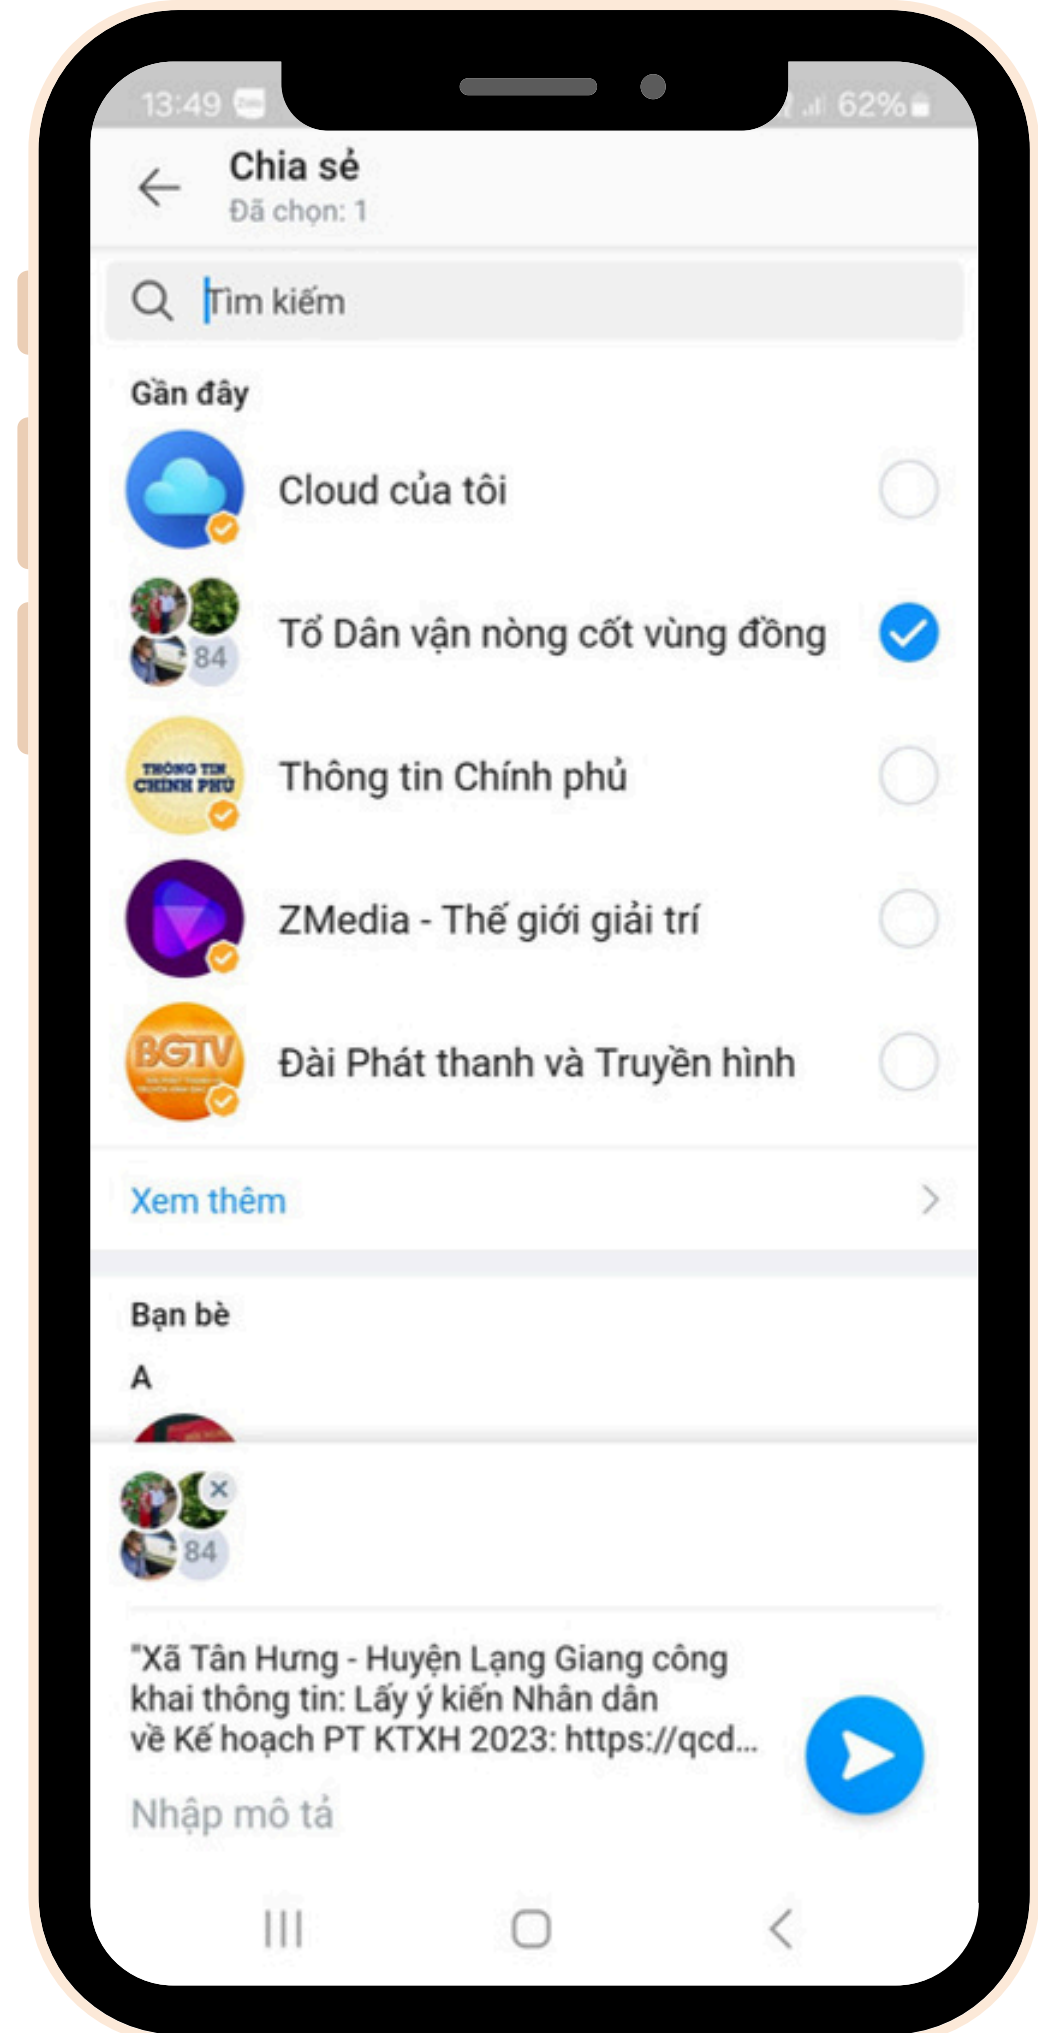 13:49 Zalo 62%
Chia sẻ
Đã chọn: 1
Tìm kiếm
Gần đây
Cloud của tôi
Tổ Dân vận nòng cốt vùng đồng
84
THÔNG TIN
CHÍNH PHỦ
Thông tin Chính phủ
ZMedia - Thế giới giải trí
BGTV
Đài Phát thanh và Truyền hình
Xem thêm
Bạn bè
A
84
"Xã Tân Hưng - Huyện Lạng Giang công
khai thông tin: Lấy ý kiến Nhân dân
về Kế hoạch PT KTXH 2023: https://qcd...
Nhập mô tả